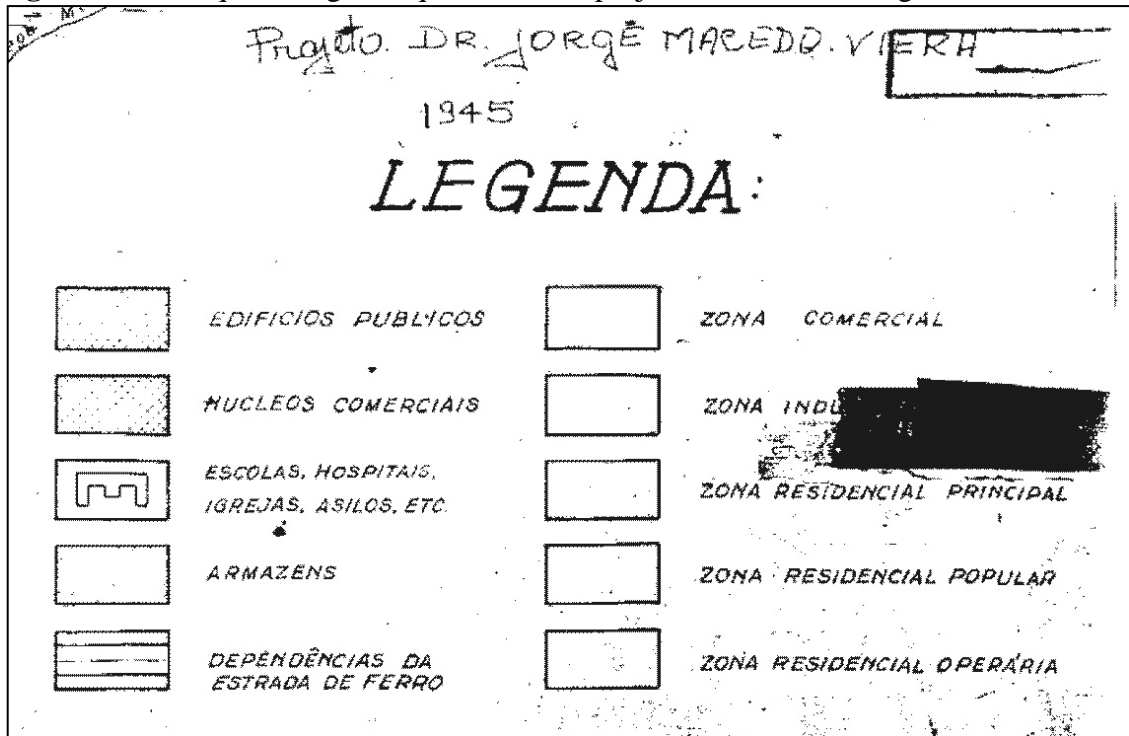 Projeto. DR. JORGE MACEDO. VIERA
1945
LEGENDA:
EDIFICIOS PUBLICOS
NUCLEOS COMERCIAIS
ESCOLAS, HOSPITAIS,
IGREJAS, ASILOS, ETC.
ARMAZENS
DEPENDÊNCIAS DA
ESTRADA DE FERRO
ZONA COMERCIAL
ZONA
ZONA RESIDENCIAL PRINCIPAL
ZONA RESIDENCIAL POPULAR
ZONA RESIDENCIAL OPERÁRIA